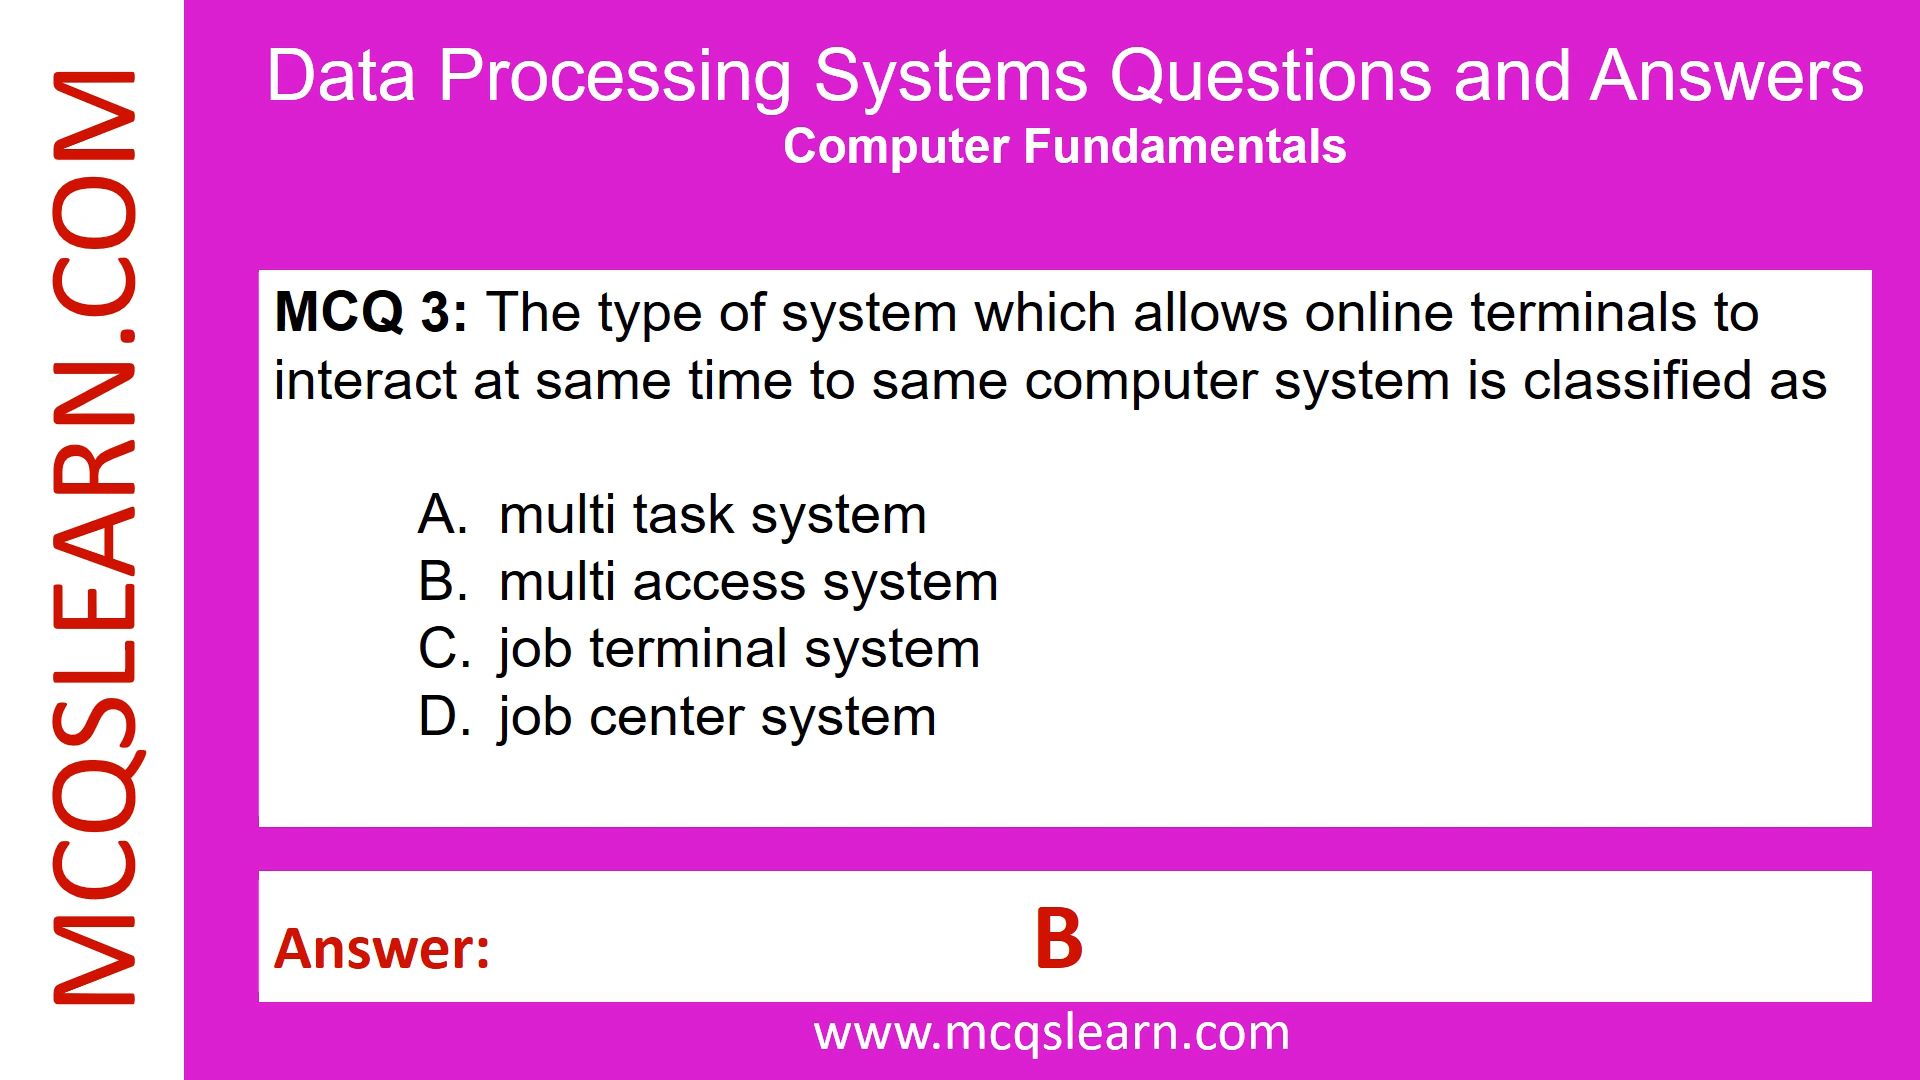 MCQSLEARN.COM
Data Processing Systems Questions and Answers
Computer Fundamentals
MCQ 3: The type of system which allows online terminals to
interact at same time to same computer system is classified as
A. multi task system
B. multi access system
C. job terminal system
D. job center system
Answer: B
www.mcqslearn.com